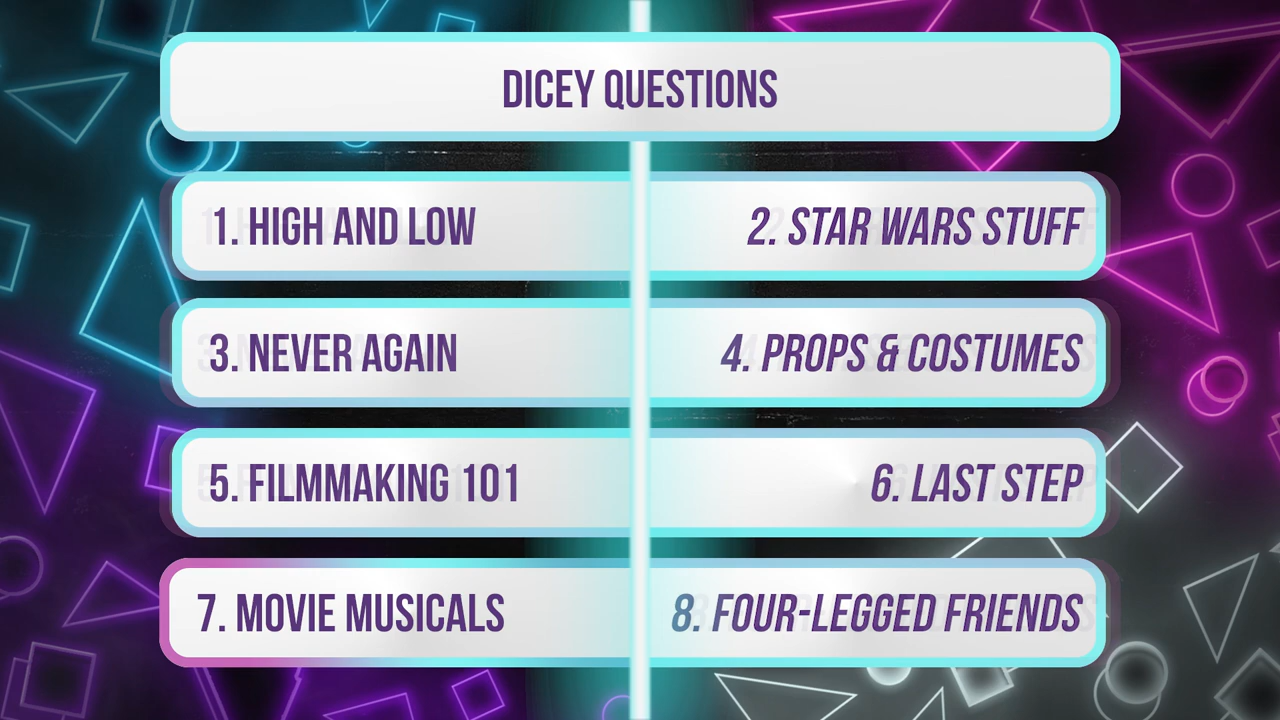 DICEY QUESTIONS
1. HIGH AND LOW
2. STAR WARS STUFF
3. NEVER AGAIN
4. PROPS & COSTUMES
5. FILMMAKING 101
6. LAST STEP
7. MOVIE MUSICALS
8. FOUR-LEGGED FRIENDS